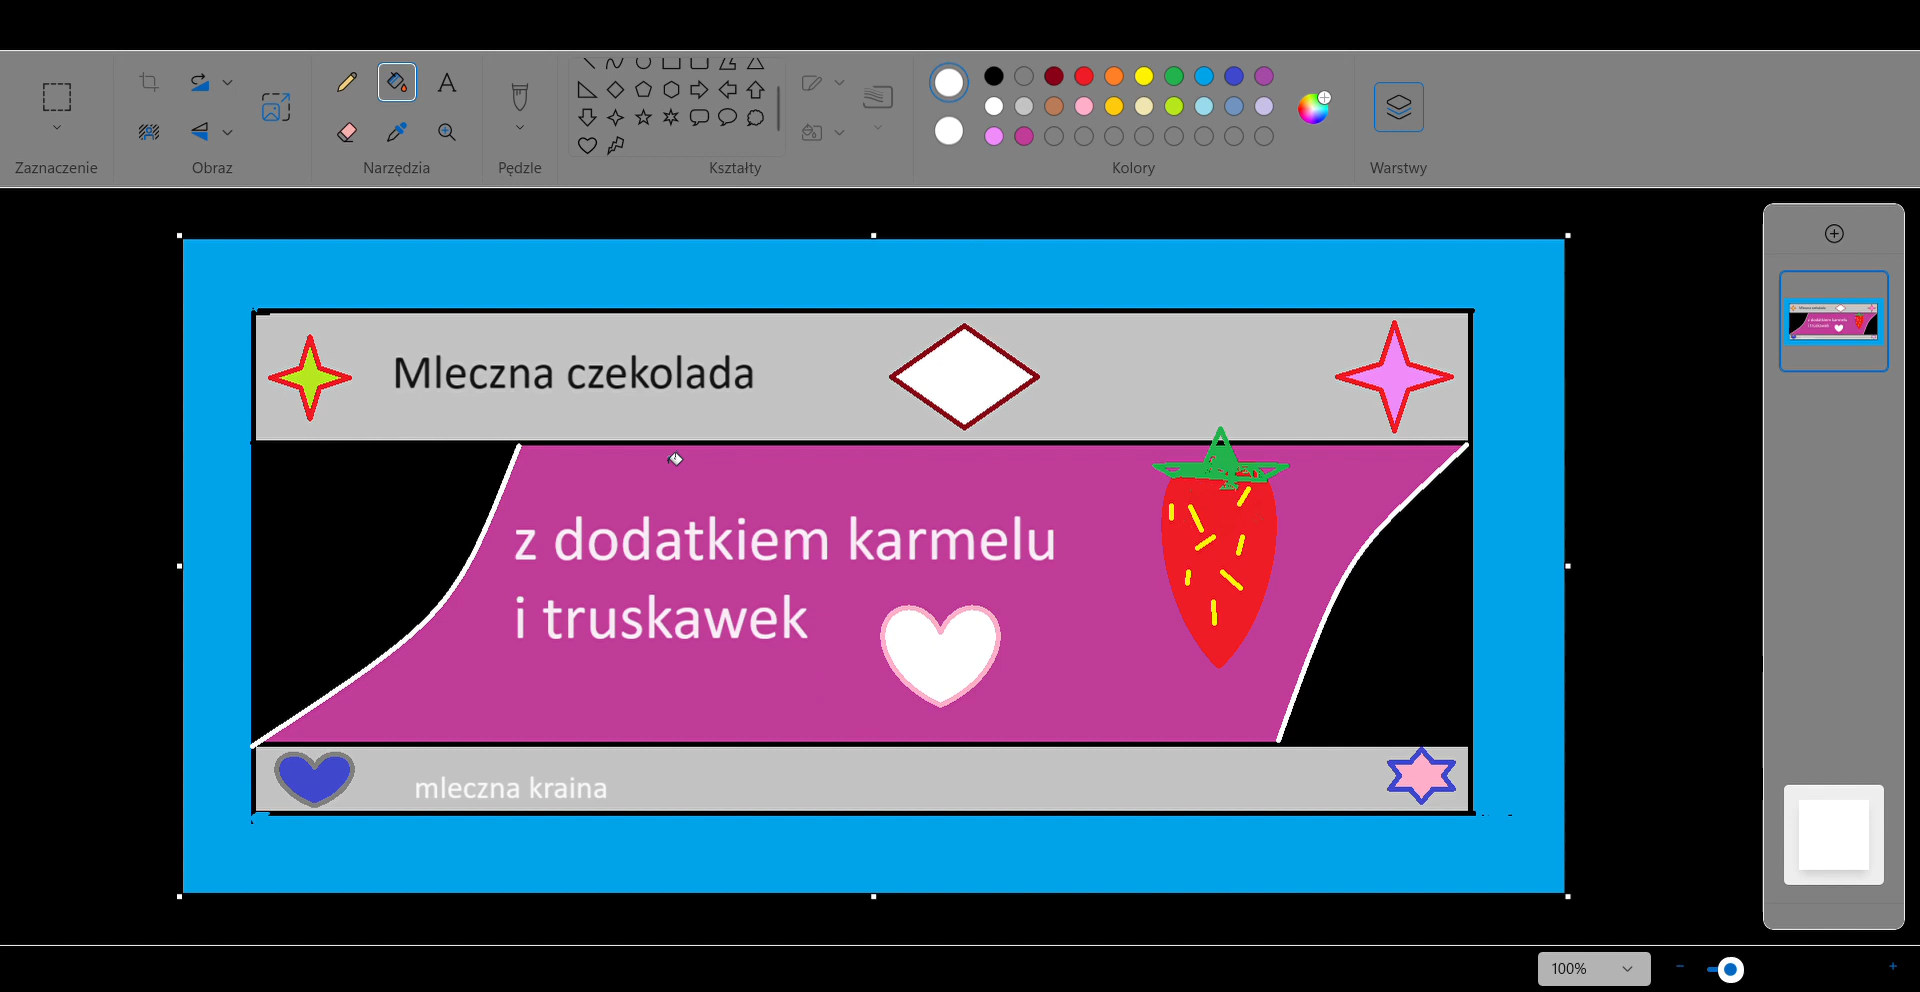 Zaznaczenie
Obraz
Narzędzia
Pędzle
Kształty
Kolory
Warstwy
Mleczna czekolada
z dodatkiem karmelu
i truskawek
mleczna kraina
100%